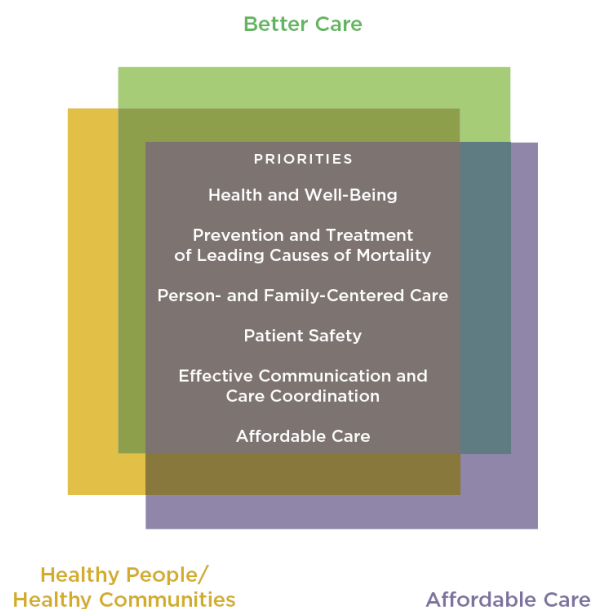 Better Care
PRIORITIES
Health and Well-Being
Prevention and Treatment
of Leading Causes of Mortality
Person- and Family-Centered Care
Patient Safety
Effective Communication and
Care Coordination
Affordable Care
Healthy People/
Healthy Communities
Affordable Care